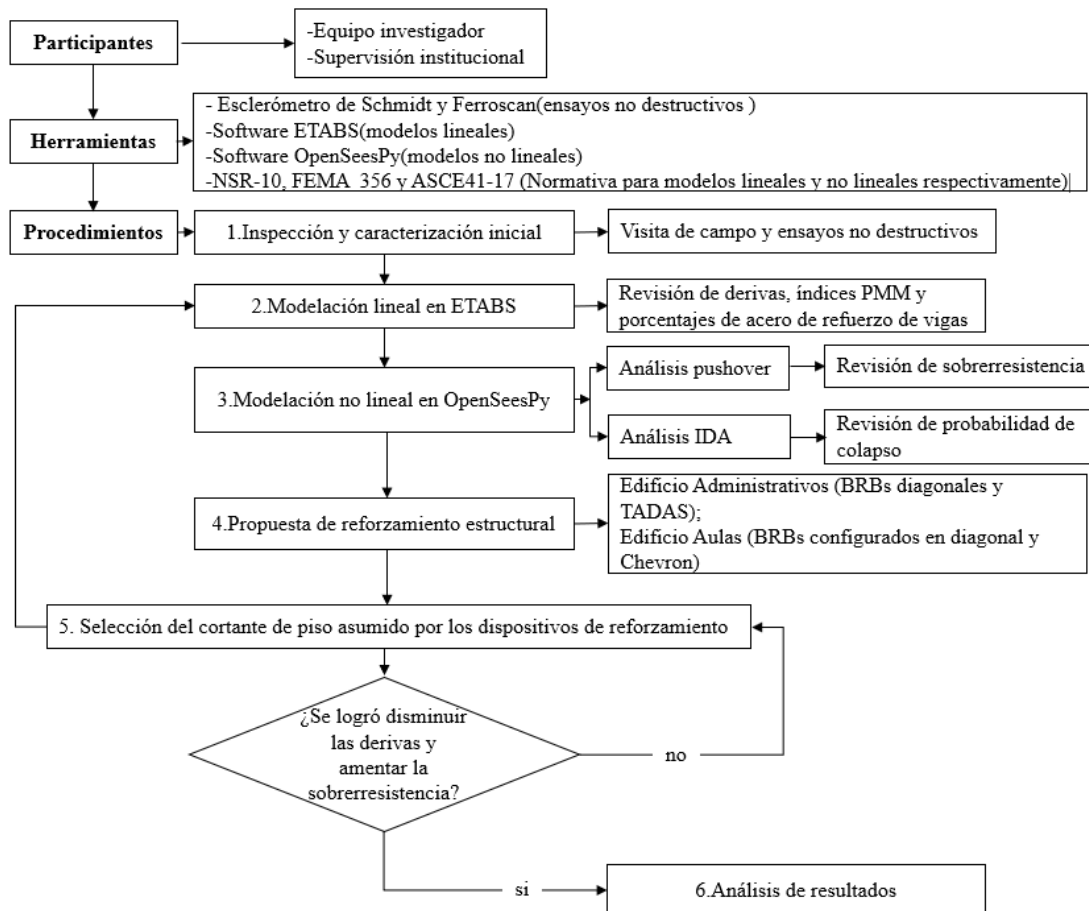 Participantes
-Equipo investigador
-Supervisión institucional
Herramientas
- Esclerómetro de Schmidt y Ferroscan(ensayos no destructivos )
-Software ETABS(modelos lineales)
-Software OpenSeesPy(modelos no lineales)
-NSR-10, FEMA 356 y ASCE41-17 (Normativa para modelos lineales y no lineales respectivamente)|
Procedimientos
1.Inspección y caracterización inicial
Visita de campo y ensayos no destructivos
2.Modelación lineal en ETABS
Revisión de derivas, índices PMM y
porcentajes de acero de refuerzo de vigas
3.Modelación no lineal en OpenSeesPy
Análisis pushover
Revisión de sobrerresistencia
Análisis IDA
Revisión de probabilidad de
colapso
4.Propuesta de reforzamiento estructural
Edificio Administrativos (BRBs diagonales y
TADAS);
Edificio Aulas (BRBs configurados en diagonal y
Chevron)
5. Selección del cortante de piso asumido por los dispositivos de reforzamiento
¿Se logró disminuir
las derivas y
amentar la
sobrerresistencia?
no
si
6.Análisis de resultados